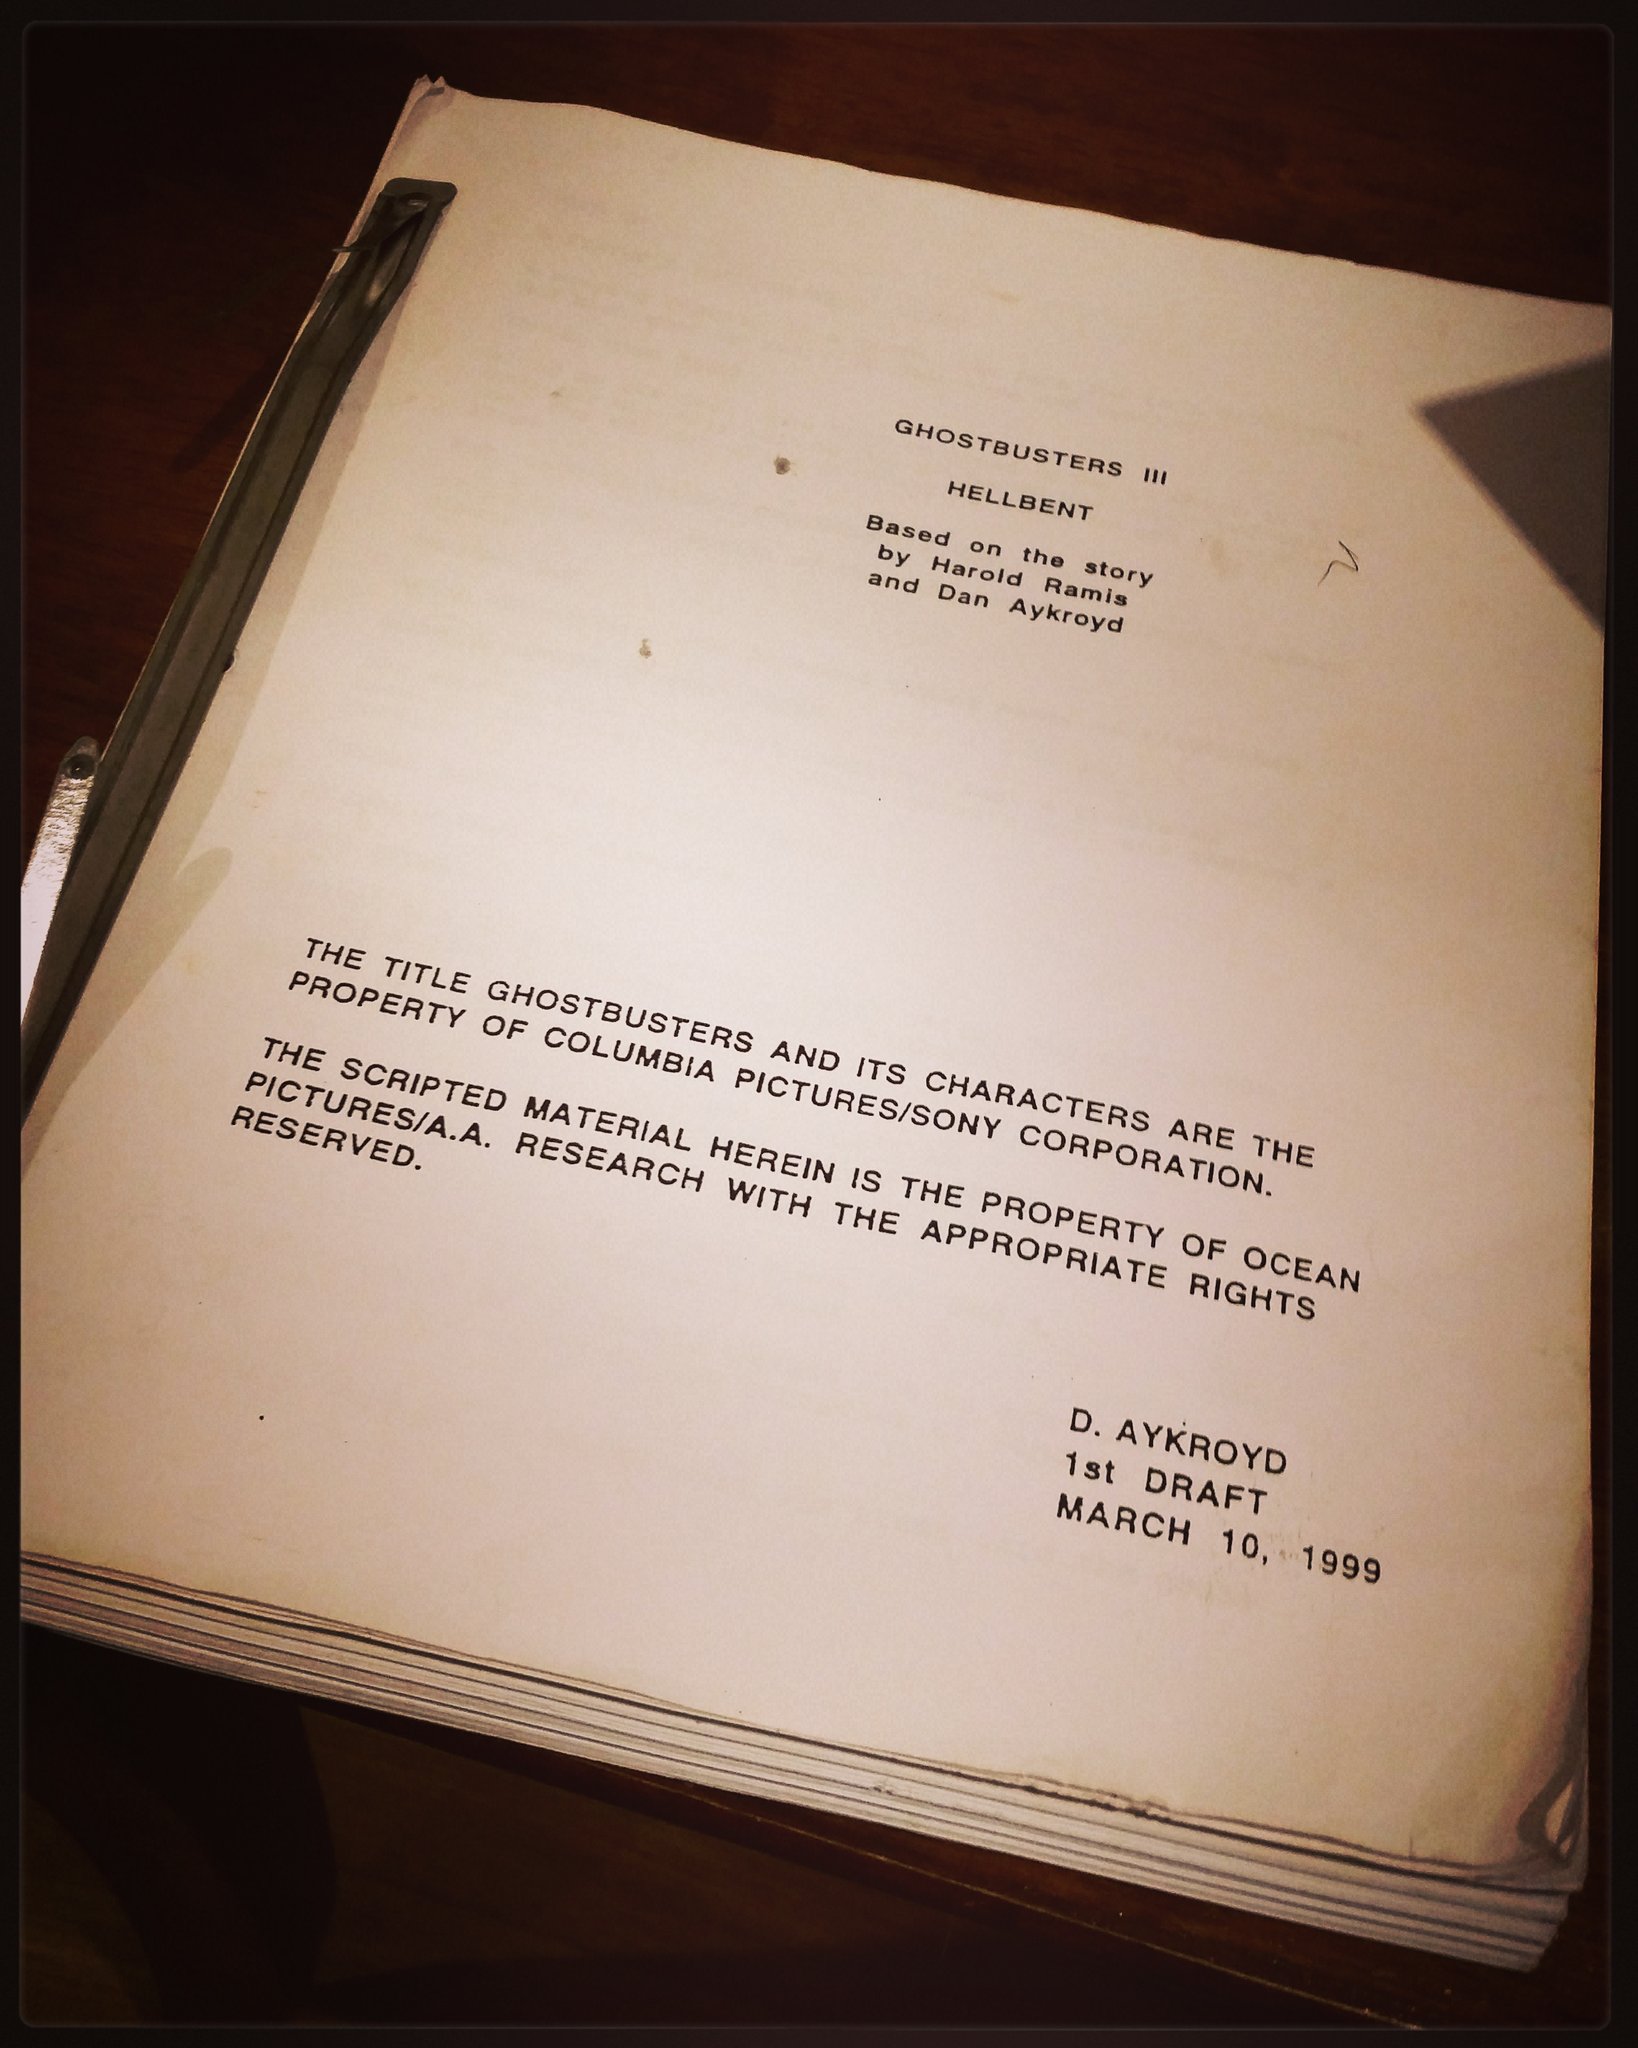 GHOSTBUSTERS III
HELLBENT
Based on the story
by Harold Ramis
and Dan Aykroyd
THE TITLE GHOSTBUSTERS AND ITS CHARACTERS ARE THE
PROPERTY OF COLUMBIA PICTURES/SONY CORPORATION.
THE SCRIPTED MATERIAL HEREIN IS THE PROPERTY OF OCEAN
PICTURES/A.A. RESEARCH WITH THE APPROPRIATE RIGHTS
RESERVED.
D. AYKROYD
1st DRAFT
MARCH 10, 1999